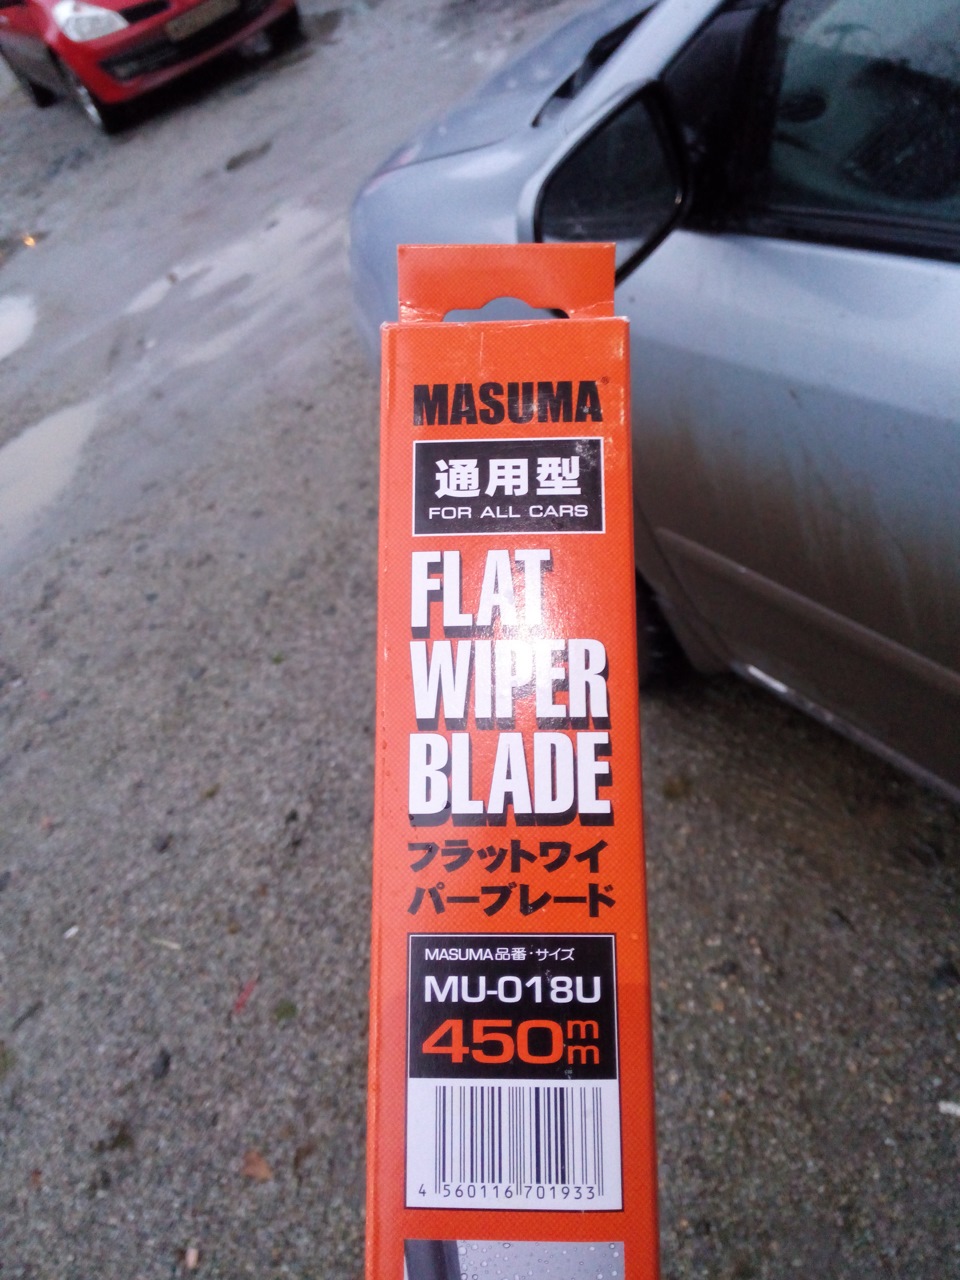 MASUMA®
通用型
FOR ALL CARS
FLAT
WIPER
BLADE
フラットワイ
パーブレード
MASUMA品番・サイズ
MU-018U
450mm
4 560116 701933